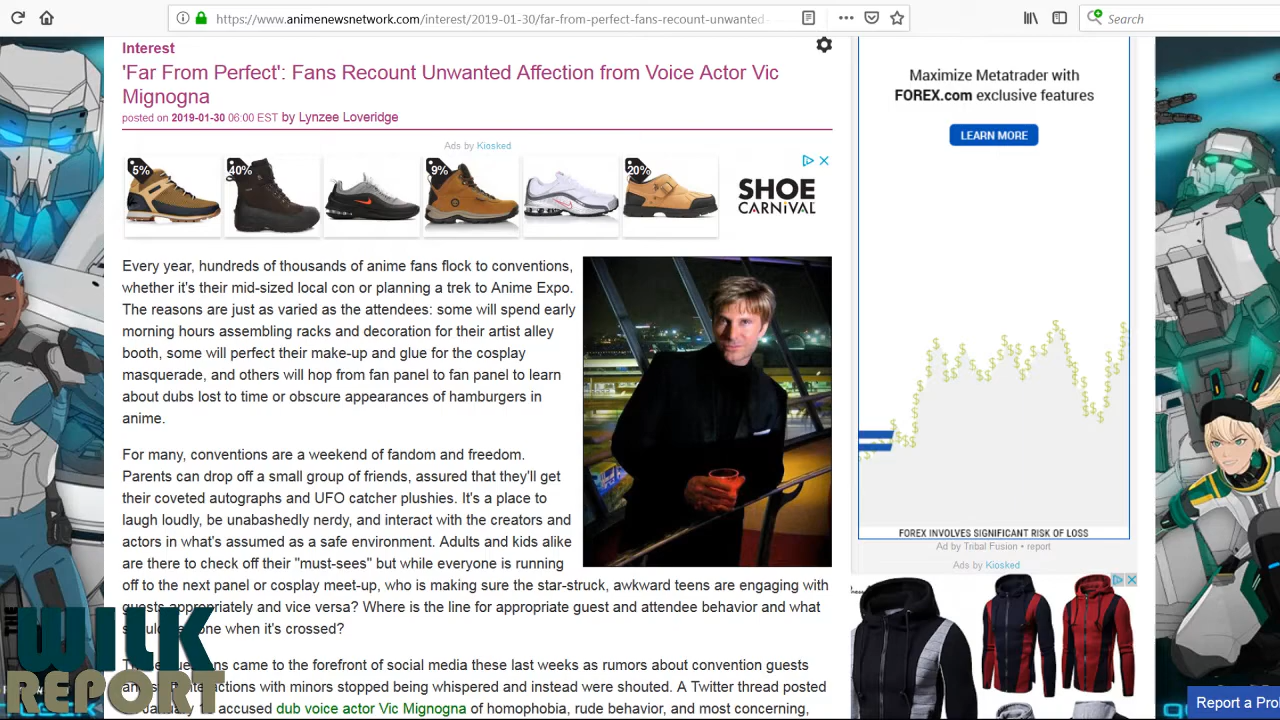 https://www.animenewsnetwork.com/interest/2019-01-30/far-from-perfect-fans-recount-unwanted-
Search
Interest
'Far From Perfect': Fans Recount Unwanted Affection from Voice Actor Vic
Mignogna
posted on 2019-01-30 06:00 EST by Lynzee Loveridge
Ads by Kiosked
5%
40%
9%
20%
SHOE
CARNIVAL
Every year, hundreds of thousands of anime fans flock to conventions,
whether it's their mid-sized local con or planning a trek to Anime Expo.
The reasons are just as varied as the attendees: some will spend early
morning hours assembling racks and decoration for their artist alley
booth, some will perfect their make-up and glue for the cosplay
masquerade, and others will hop from fan panel to fan panel to learn
about dubs lost to time or obscure appearances of hamburgers in
anime.
For many, conventions are a weekend of fandom and freedom.
Parents can drop off a small group of friends, assured that they'll get
their coveted autographs and UFO catcher plushies. It's a place to
laugh loudly, be unabashedly nerdy, and interact with the creators and
actors in what's presumed as a safe environment. Adults and kids alike
are there to check off their "must-sees" but while everyone is running
off to the next panel or cosplay meet-up, who is making sure the star-struck, awkward teens are engaging with
guests appropriately and vice versa? Where is the line for appropriate guest and attendee behavior and what
when it's crossed?
came to the forefront of social media these last weeks as rumors about convention guests
with minors stopped being whispered and instead were shouted. A Twitter thread posted
accused dub voice actor Vic Mignogna of homophobic, rude behavior, and most concerning,
WILK
REPORT
Maximize Metatrader with
FOREX.com exclusive features
LEARN MORE
FOREX INVOLVES SIGNIFICANT RISK OF LOSS
Ad by Tribal Fusion • report
Ads by Kiosked
Report a Pro